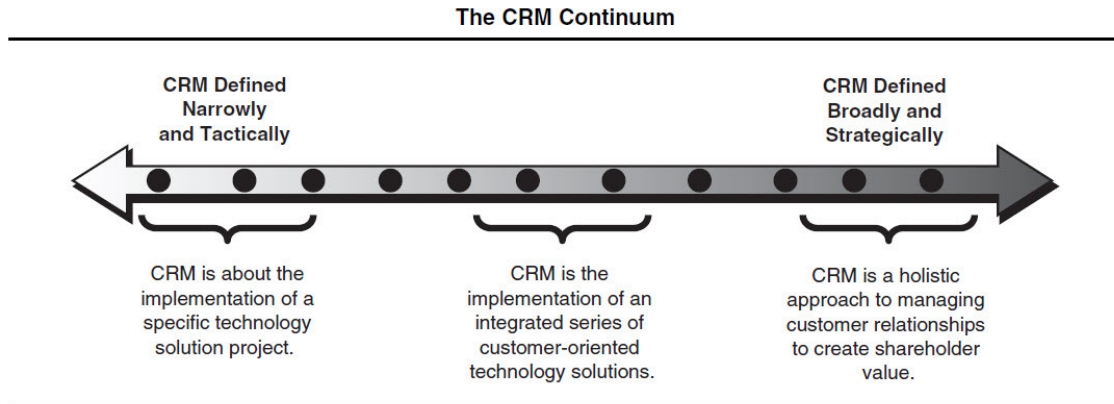 The CRM Continuum
CRM Defined
Narrowly
and Tactically
CRM Defined
Broadly and
Strategically
CRM is about the
implementation of a
specific technology
solution project.
CRM is the
implementation of an
integrated series of
customer-oriented
technology solutions.
CRM is a holistic
approach to managing
customer relationships
to create shareholder
value.